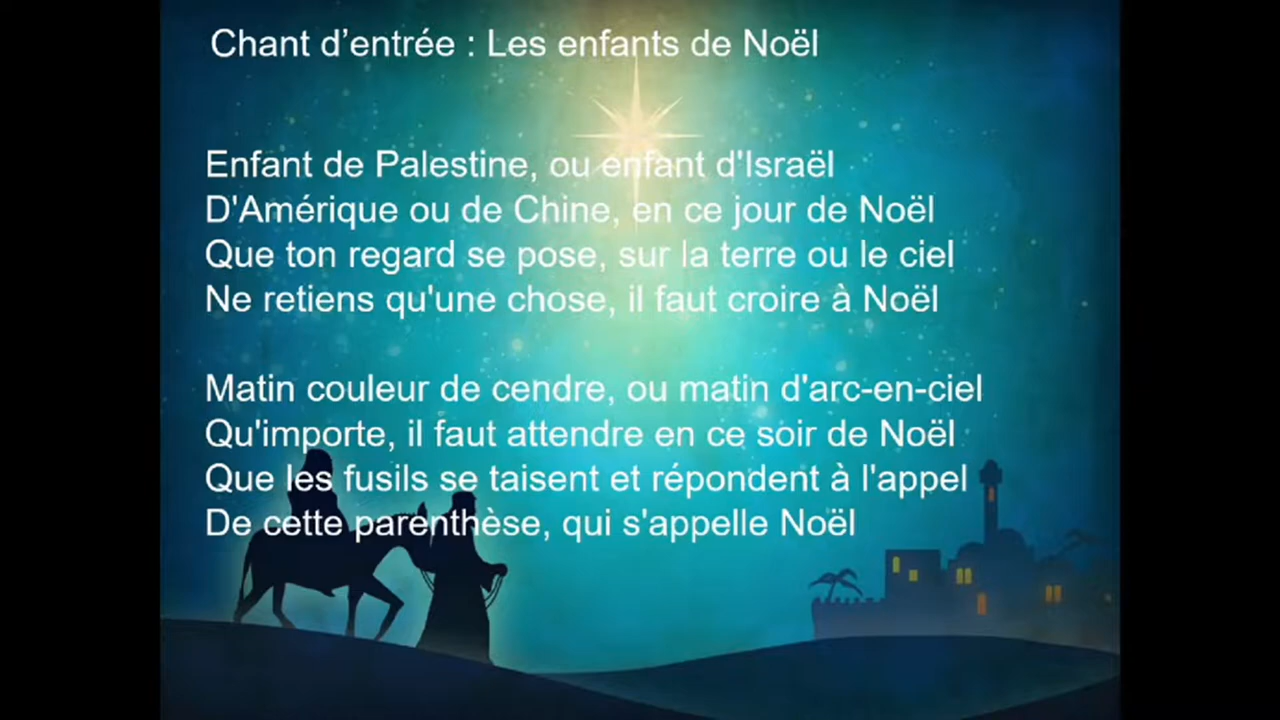 Chant d’entrée : Les enfants de Noël
Enfant de Palestine, ou enfant d'Israël
D'Amérique ou de Chine, en ce jour de Noël
Que ton regard se pose, sur la terre ou le ciel
Ne retiens qu'une chose, il faut croire à Noël
Matin couleur de cendre, ou matin d'arc-en-ciel
Qu'importe, il faut attendre en ce soir de Noël
Que les fusils se taisent et répondent à l'appel
De cette parenthèse, qui s'appelle Noël